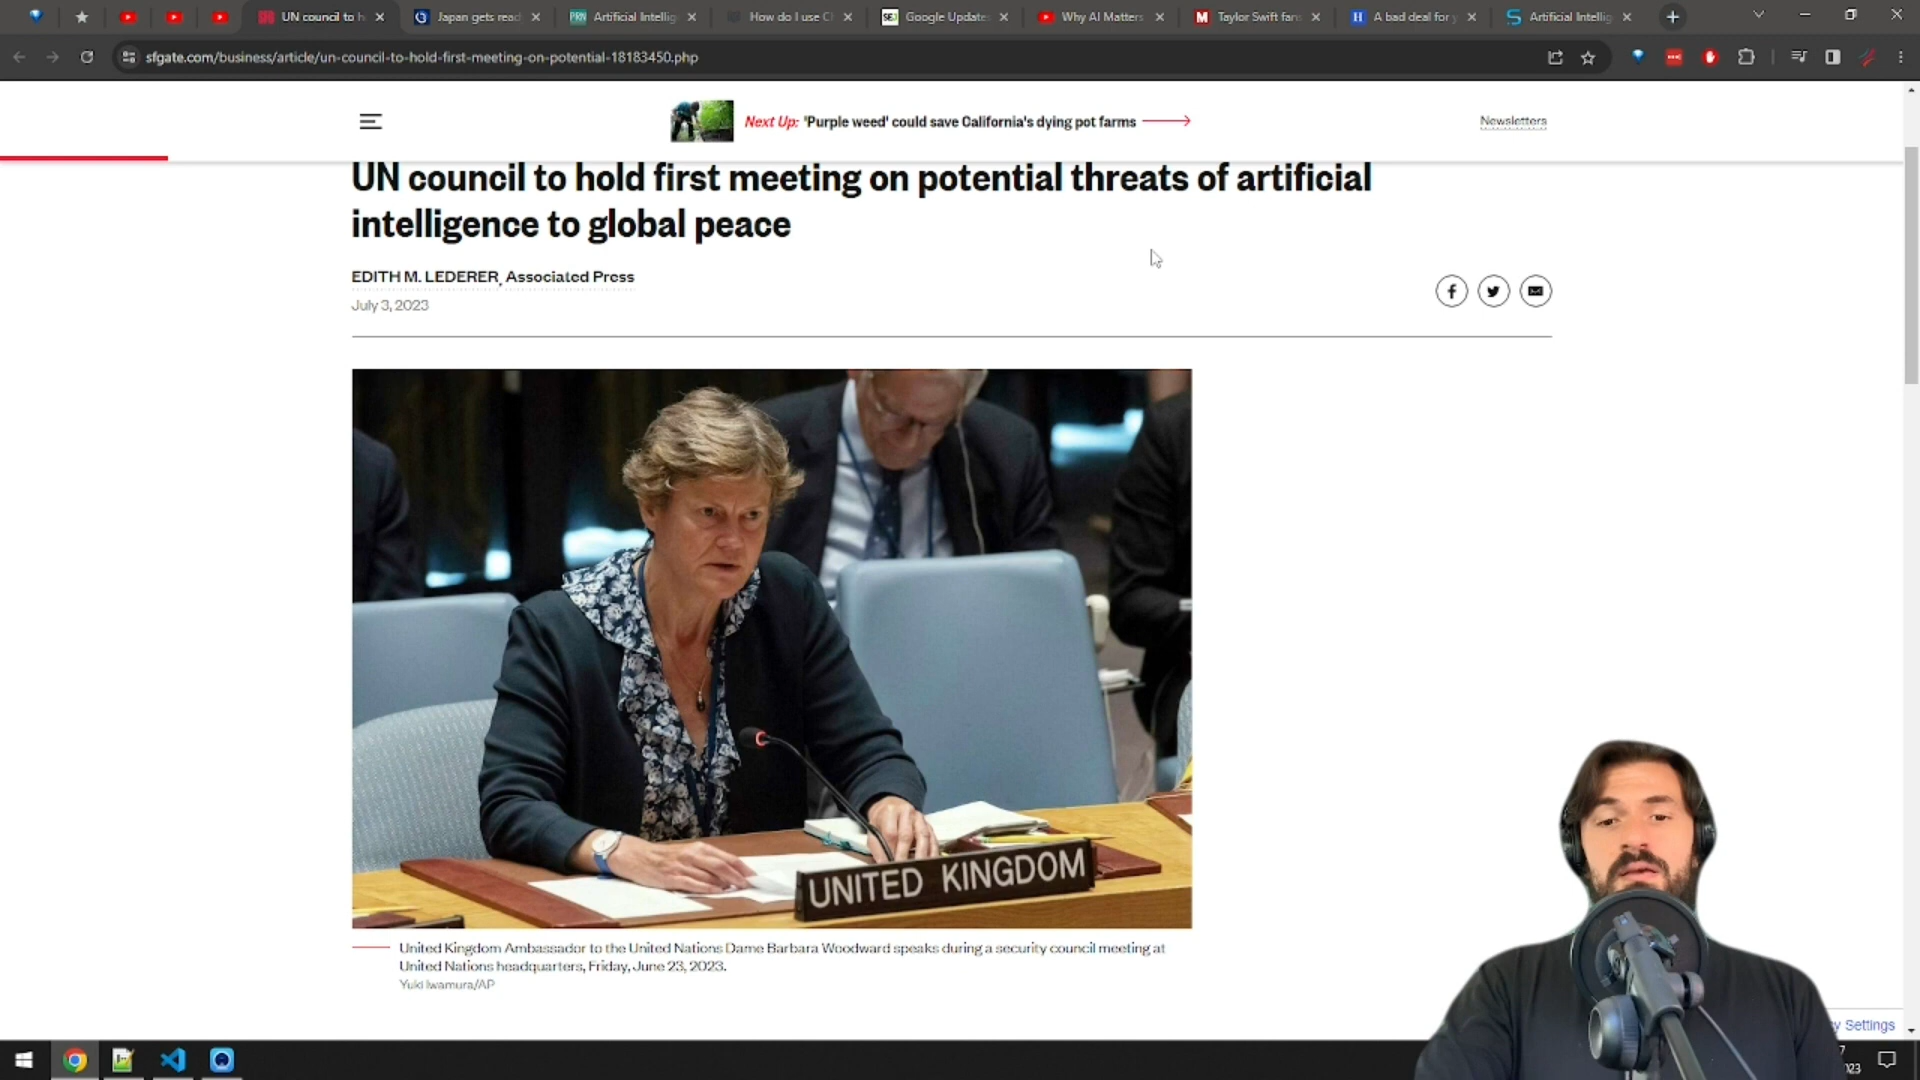 UN council to h
Japan gets read
PRN Artificial Intellig
How do I use C
SEJ Google Update
Why AI Matters
M Taylor Swift fan
H A bad deal for y
Artificial Intellig
sfgate.com/business/article/un-council-to-hold-first-meeting-on-potential-18183450.php
Next Up: 'Purple weed' could save California's dying pot farms
Newsletters
UN council to hold first meeting on potential threats of artificial
intelligence to global peace
EDITH M. LEDERER, Associated Press
July 3, 2023
UNITED KINGDOM
United Kingdom Ambassador to the United Nations Dame Barbara Woodward speaks during a security council meeting at
United Nations headquarters, Friday, June 23, 2023.
Yuki Iwamura/AP
y Settings
7
023